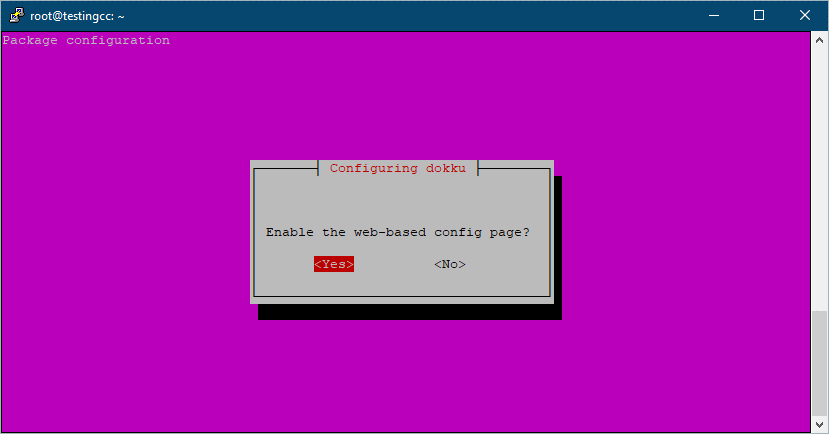 root@testingcc: ~
Package configuration
Configuring dokku
Enable the web-based config page?
<Yes> <No>